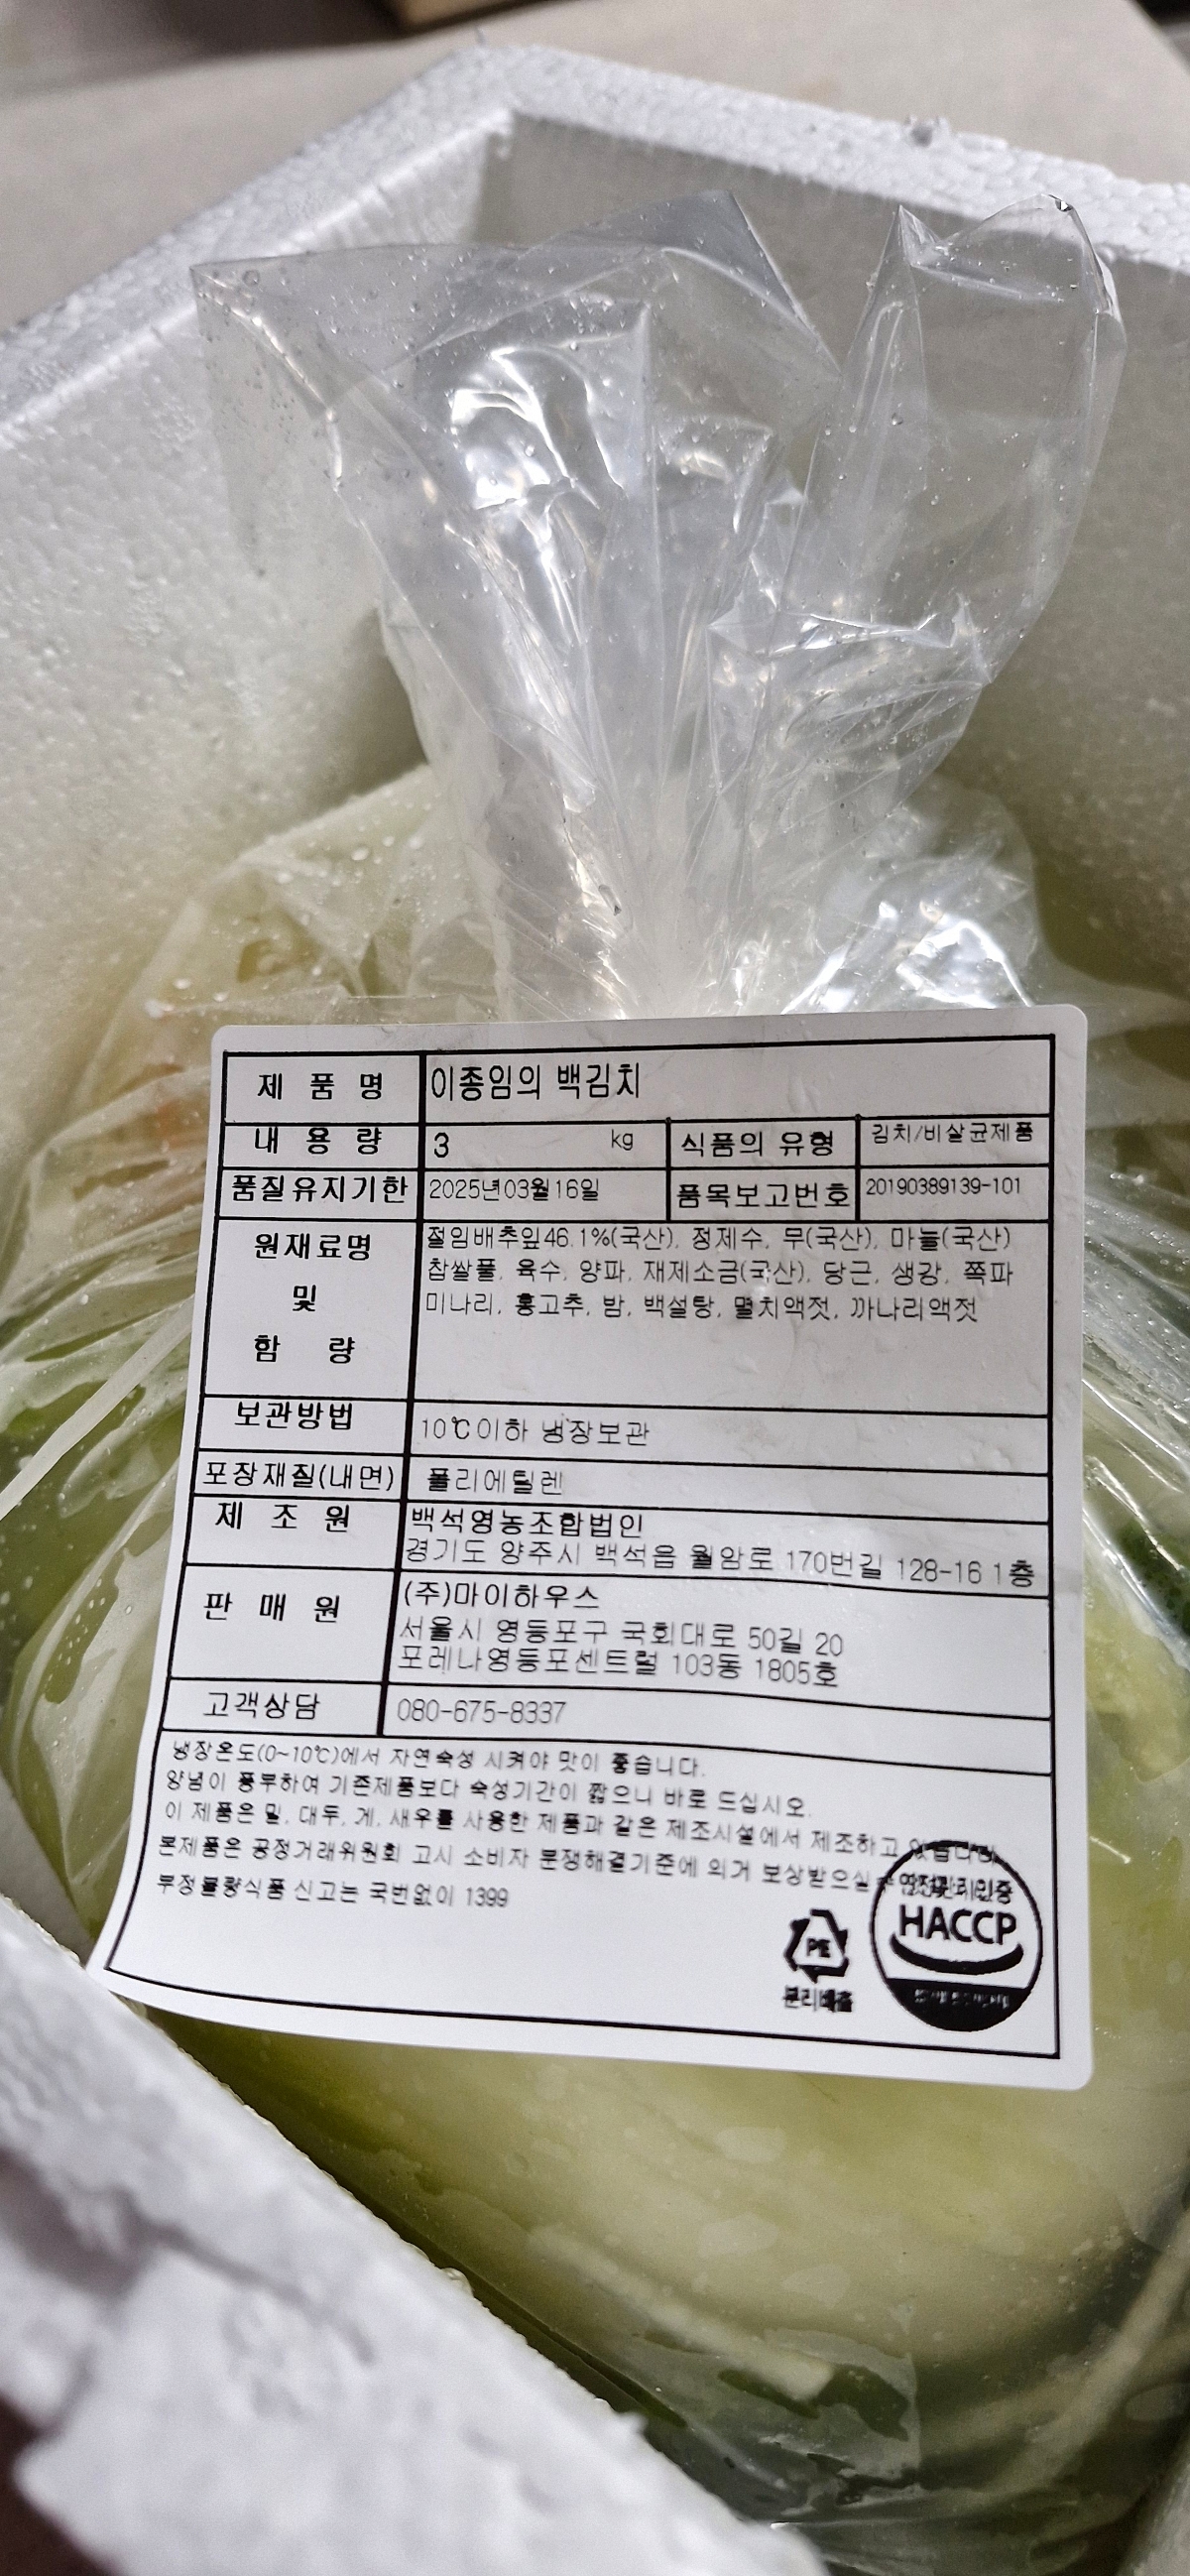 제 품 명 이종임의 백김치
내 용 량 3 kg 식품의 유형 김치/비살균제품
품질유지기한 2025년03월16일 품목보고번호 20190389139-101
원재료명
및
함 량
절임배추잎46.1%(국산), 정제수, 무(국산), 마늘(국산)
찹쌀풀, 육수, 양파, 재제소금(국산), 당근, 생강, 쪽파
미나리, 홍고추, 밤, 백설탕, 멸치액젓, 까나리액젓
보관방법 10℃이하 냉장보관
포장재질(내면) 폴리에틸렌
제 조 원 백석영농조합법인
경기도 양주시 백석읍 월암로 170번길 128-16 1층
판 매 원 (주)마이하우스
서울시 영등포구 국회대로 50길 20
포레나영등포센트럴 103동 1805호
고객상담 080-675-8337
냉장온도(0~10℃)에서 자연숙성 시켜야 맛이 좋습니다.
양념이 풍부하여 기존제품보다 숙성기간이 짧으니 바로 드십시오.
이 제품은 밀, 대두, 게, 새우를 사용한 제품과 같은 제조시설에서 제조하고 있습니다.
본제품은 공정거래위원회 고시 소비자 분쟁해결기준에 의거 보상받으실 수
부정불량식품 신고는 국번없이 1399
안전관리인증
HACCP
PE
분리배출